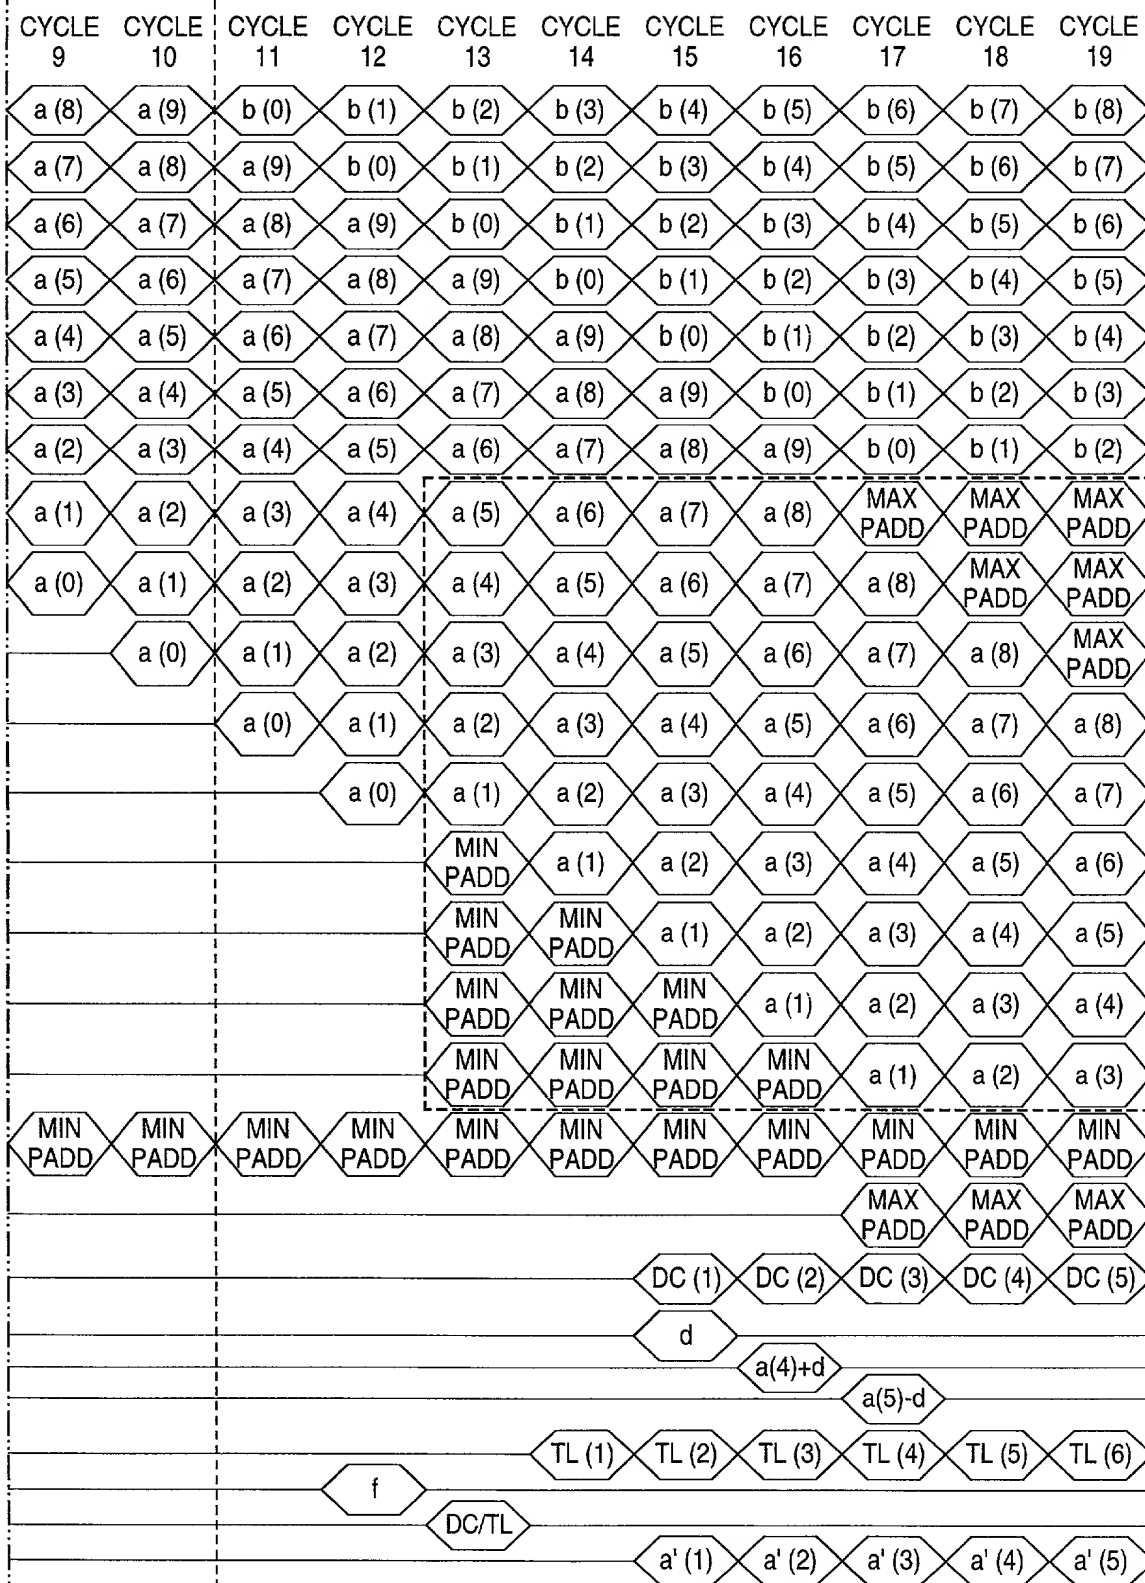 CYCLE 9 CYCLE 10 CYCLE 11 CYCLE 12 CYCLE 13 CYCLE 14 CYCLE 15 CYCLE 16 CYCLE 17 CYCLE 18 CYCLE 19
a (8) a (9) b (0) b (1) b (2) b (3) b (4) b (5) b (6) b (7) b (8)
a (7) a (8) a (9) b (0) b (1) b (2) b (3) b (4) b (5) b (6) b (7)
a (6) a (7) a (8) a (9) b (0) b (1) b (2) b (3) b (4) b (5) b (6)
a (5) a (6) a (7) a (8) a (9) b (0) b (1) b (2) b (3) b (4) b (5)
a (4) a (5) a (6) a (7) a (8) a (9) b (0) b (1) b (2) b (3) b (4)
a (3) a (4) a (5) a (6) a (7) a (8) a (9) b (0) b (1) b (2) b (3)
a (2) a (3) a (4) a (5) a (6) a (7) a (8) a (9) b (0) b (1) b (2)
a (1) a (2) a (3) a (4) a (5) a (6) a (7) a (8) MAX PADD MAX PADD MAX PADD
a (0) a (1) a (2) a (3) a (4) a (5) a (6) a (7) a (8) MAX PADD MAX PADD
a (0) a (1) a (2) a (3) a (4) a (5) a (6) a (7) a (8) MAX PADD
a (0) a (1) a (2) a (3) a (4) a (5) a (6) a (7) a (8)
a (0) a (1) a (2) a (3) a (4) a (5) a (6) a (7)
MIN PADD a (1) a (2) a (3) a (4) a (5) a (6)
MIN PADD MIN PADD a (1) a (2) a (3) a (4) a (5)
MIN PADD MIN PADD MIN PADD a (1) a (2) a (3) a (4)
MIN PADD MIN PADD MIN PADD MIN PADD a (1) a (2) a (3)
MIN PADD MIN PADD MIN PADD MIN PADD MIN PADD MIN PADD MIN PADD MIN PADD MIN PADD MIN PADD MIN PADD
MAX PADD MAX PADD MAX PADD
DC (1) DC (2) DC (3) DC (4) DC (5)
d
a(4)+d
a(5)-d
TL (1) TL (2) TL (3) TL (4) TL (5) TL (6)
f
DC/TL
a' (1) a' (2) a' (3) a' (4) a' (5)